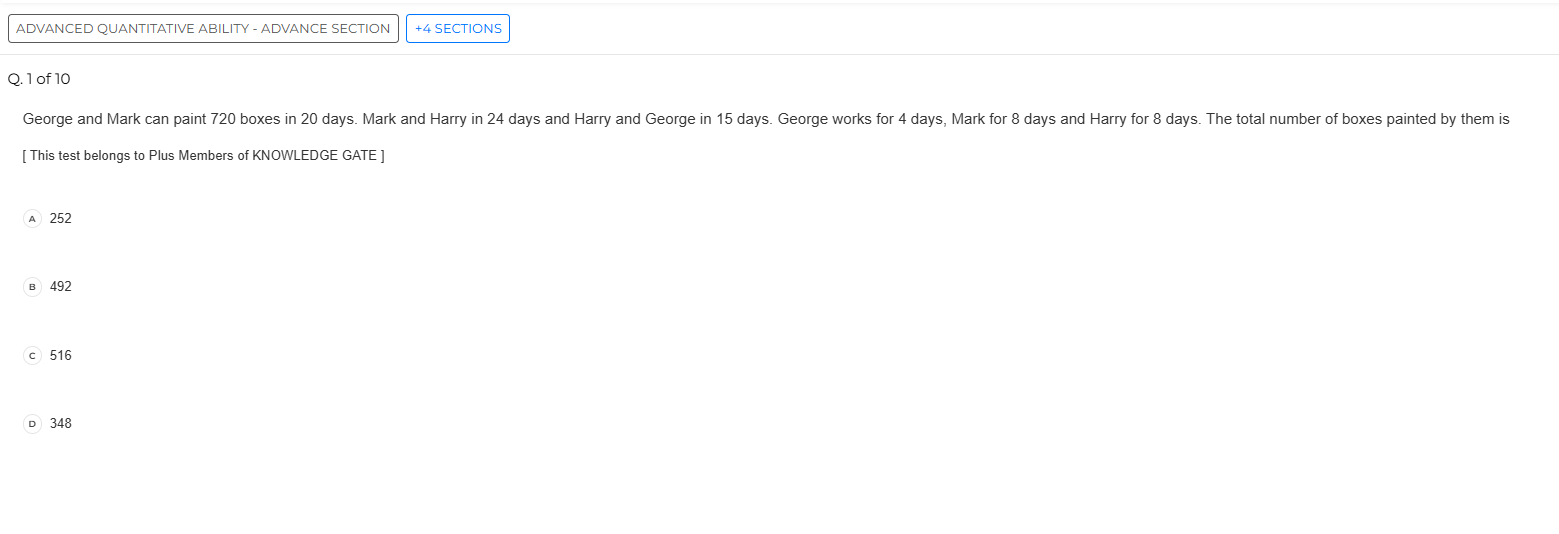 ADVANCED QUANTITATIVE ABILITY - ADVANCE SECTION +4 SECTIONS
Q. 1 of 10
George and Mark can paint 720 boxes in 20 days. Mark and Harry in 24 days and Harry and George in 15 days. George works for 4 days, Mark for 8 days and Harry for 8 days. The total number of boxes painted by them is
[ This test belongs to Plus Members of KNOWLEDGE GATE ]
A 252
B 492
C 516
D 348